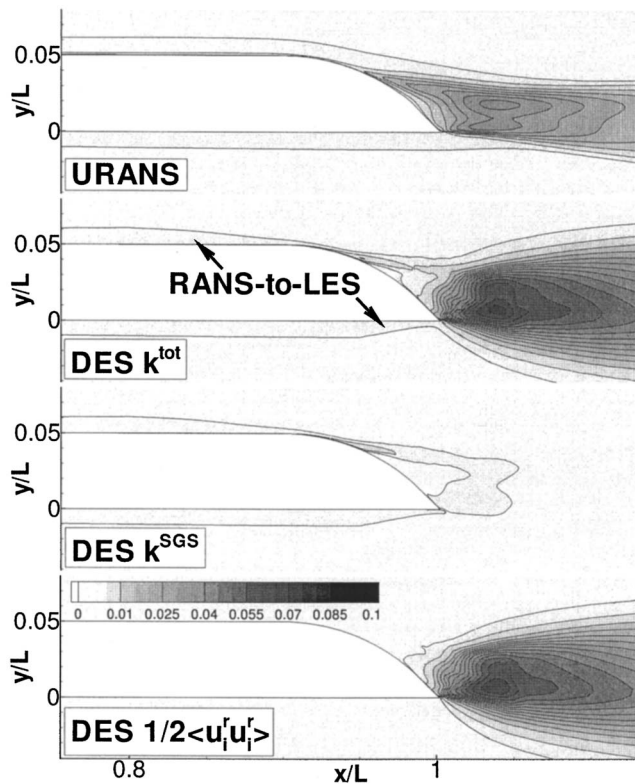 0.05
y/L
0
URANS
0.05
y/L
0
RANS-to-LES
DES k^tot
0.05
y/L
0
DES k^SGS
0 0.01 0.025 0.04 0.055 0.07 0.085 0.1
0.05
y/L
0
DES 1/2<u_i^r u_i^r>
0.8 x/L 1